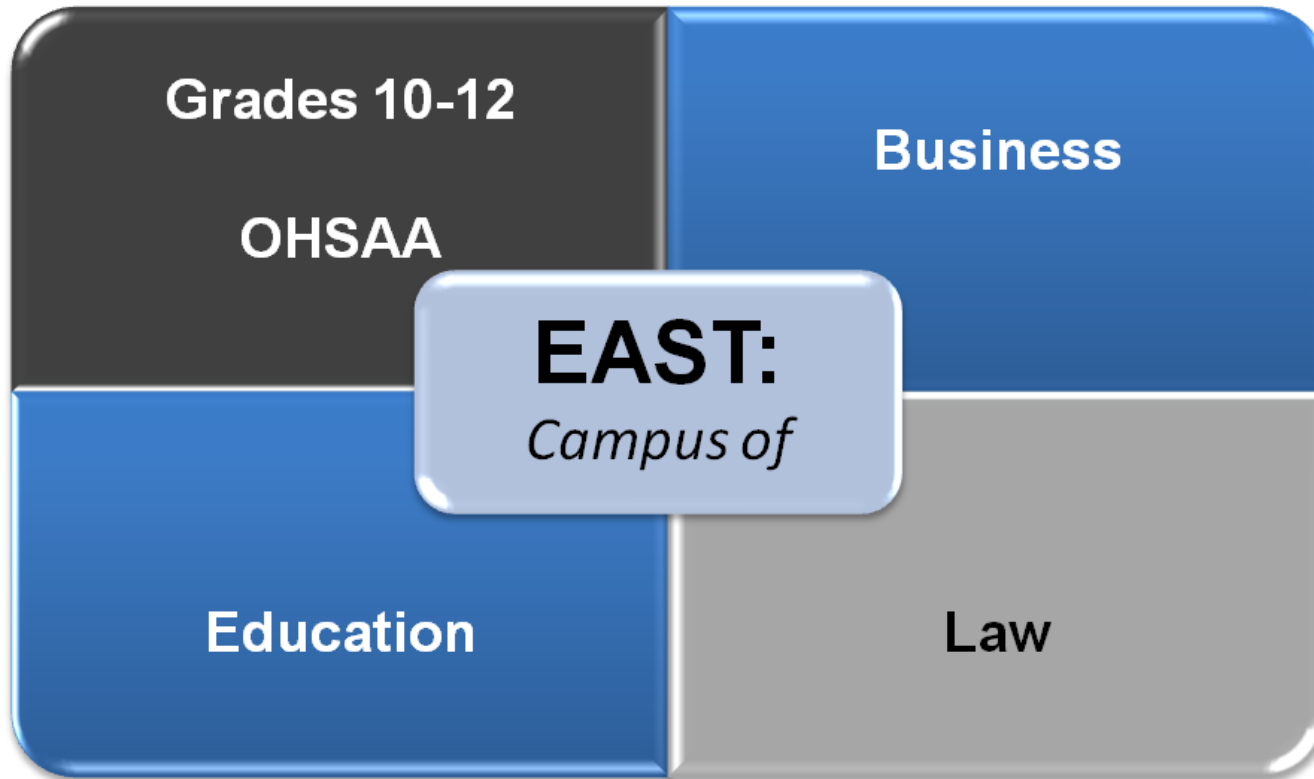 Grades 10-12
OHSAA
Business
EAST:
Campus of
Education
Law